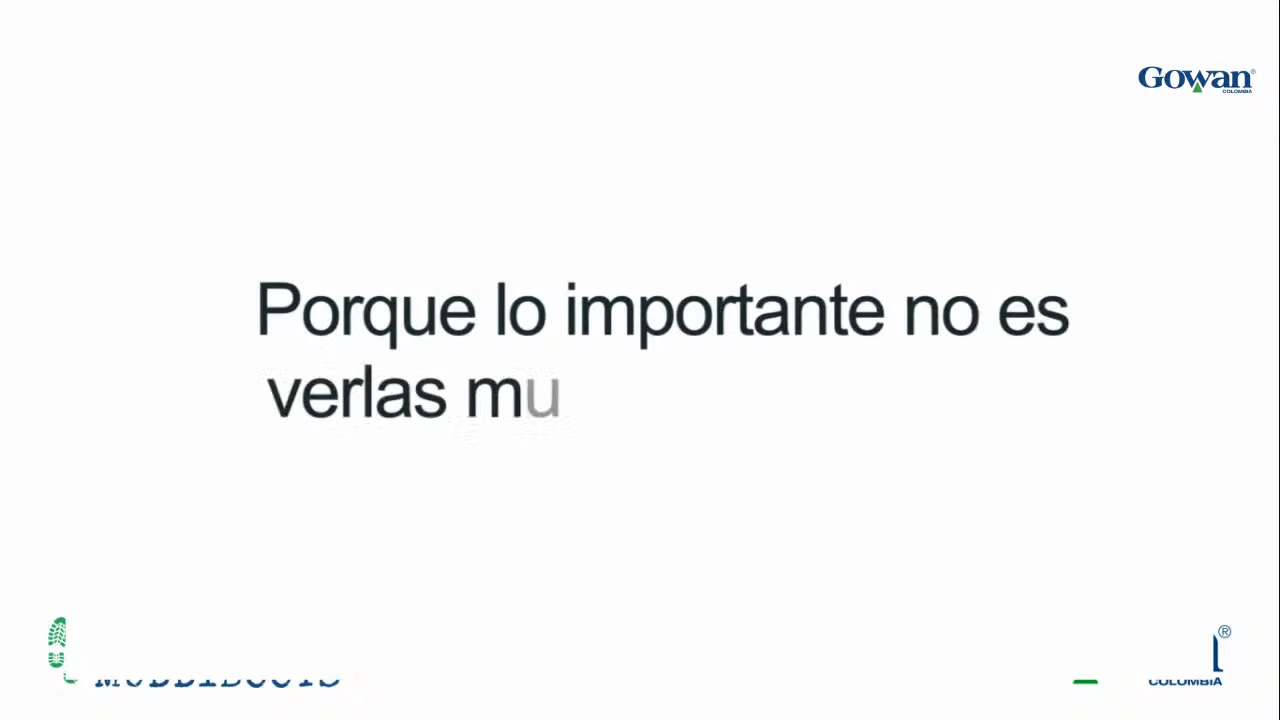 Gowan®
COLOMBIA
Porque lo importante no es
verlas mu
®
COLOMBIA